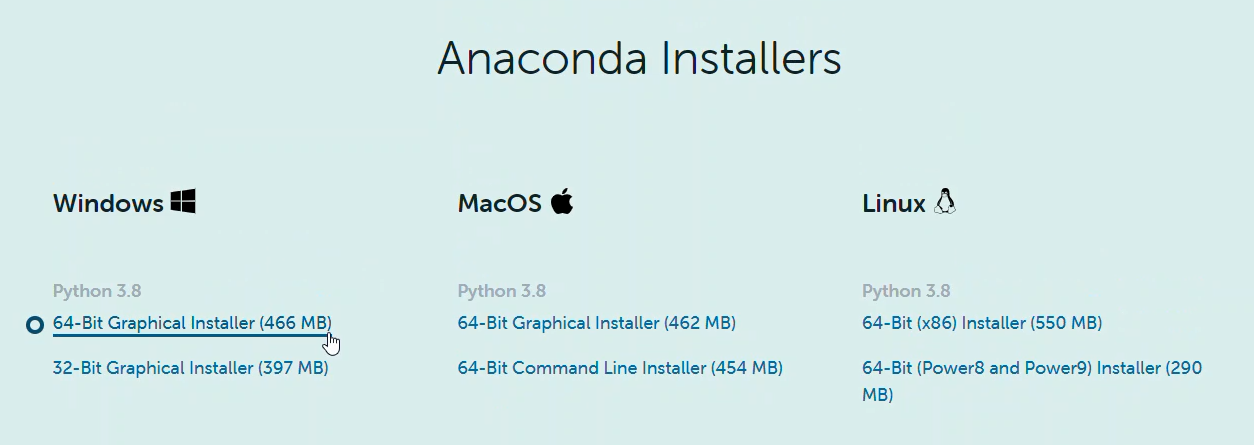 Anaconda Installers
Windows
Python 3.8
64-Bit Graphical Installer (466 MB)
32-Bit Graphical Installer (397 MB)
MacOS
Python 3.8
64-Bit Graphical Installer (462 MB)
64-Bit Command Line Installer (454 MB)
Linux
Python 3.8
64-Bit (x86) Installer (550 MB)
64-Bit (Power8 and Power9) Installer (290
MB)